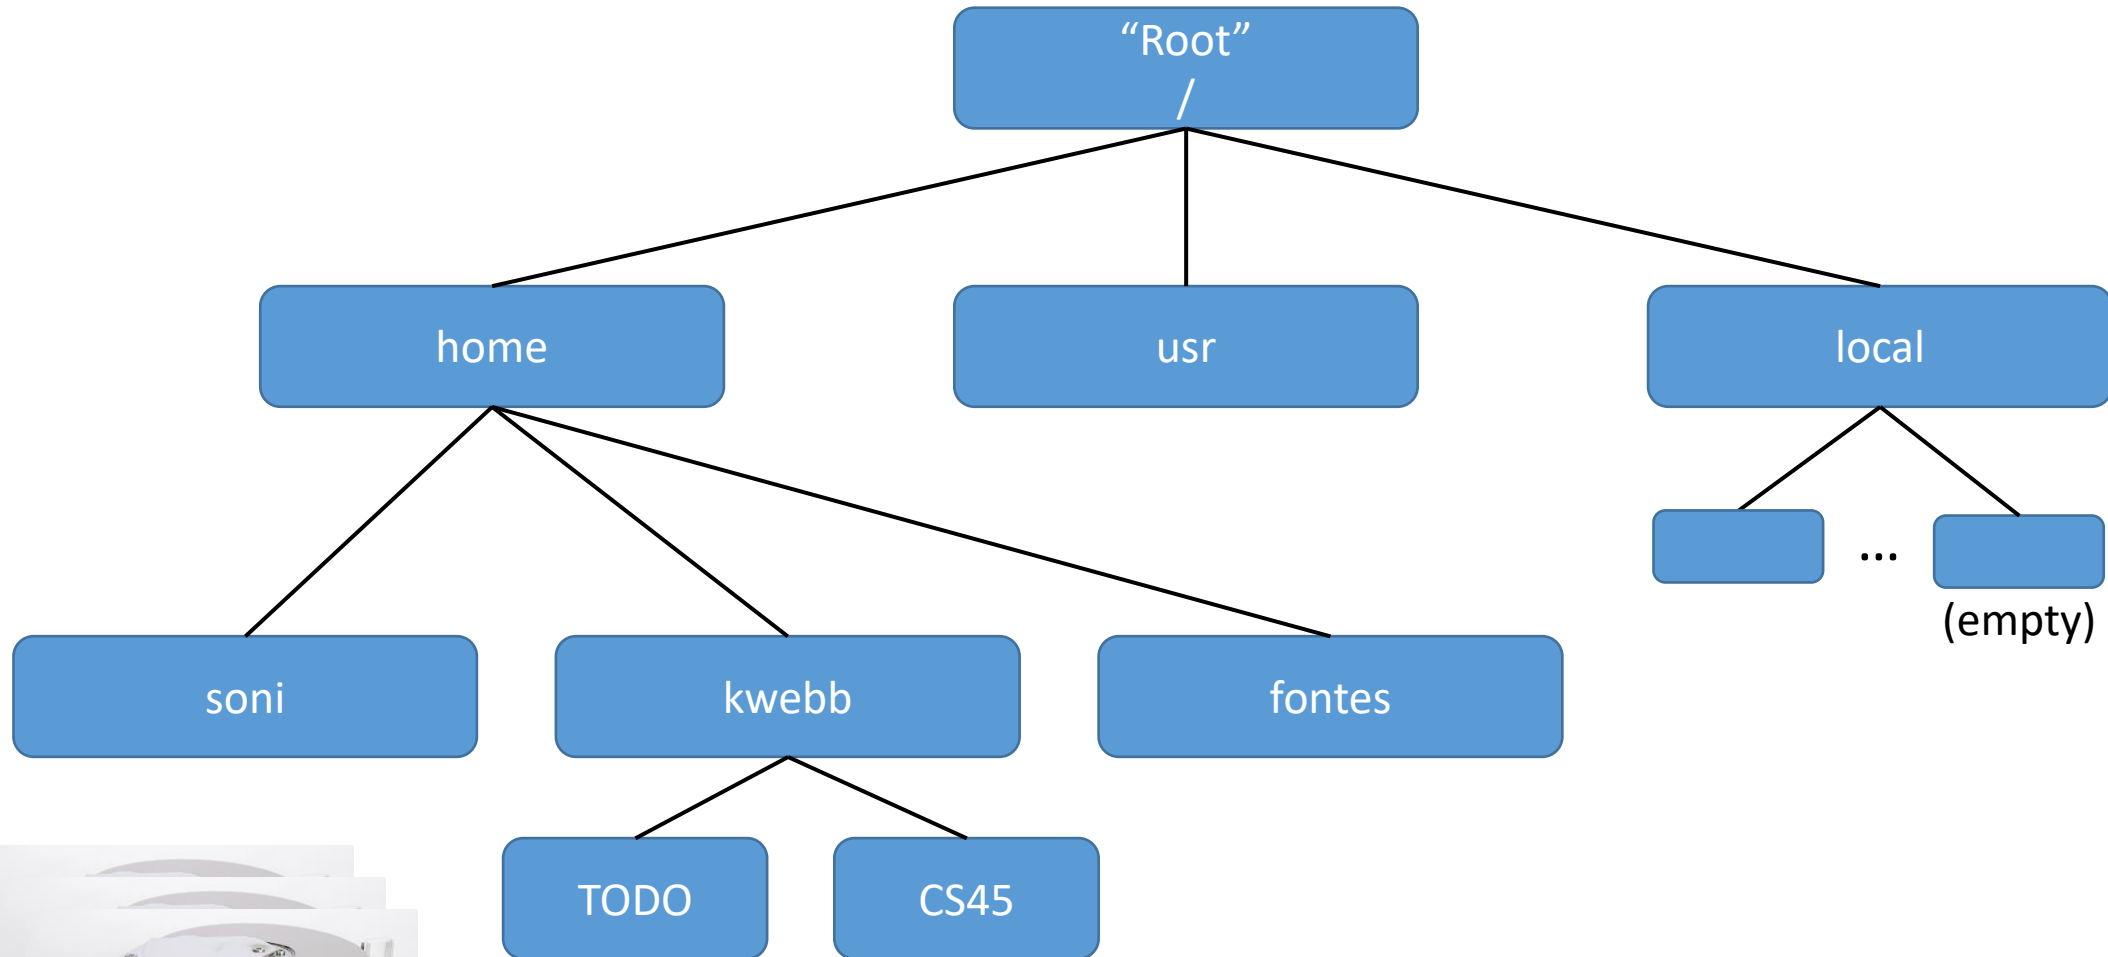 “Root”
/
home
usr
local
...
(empty)
soni
kwebb
fontes
TODO
CS45